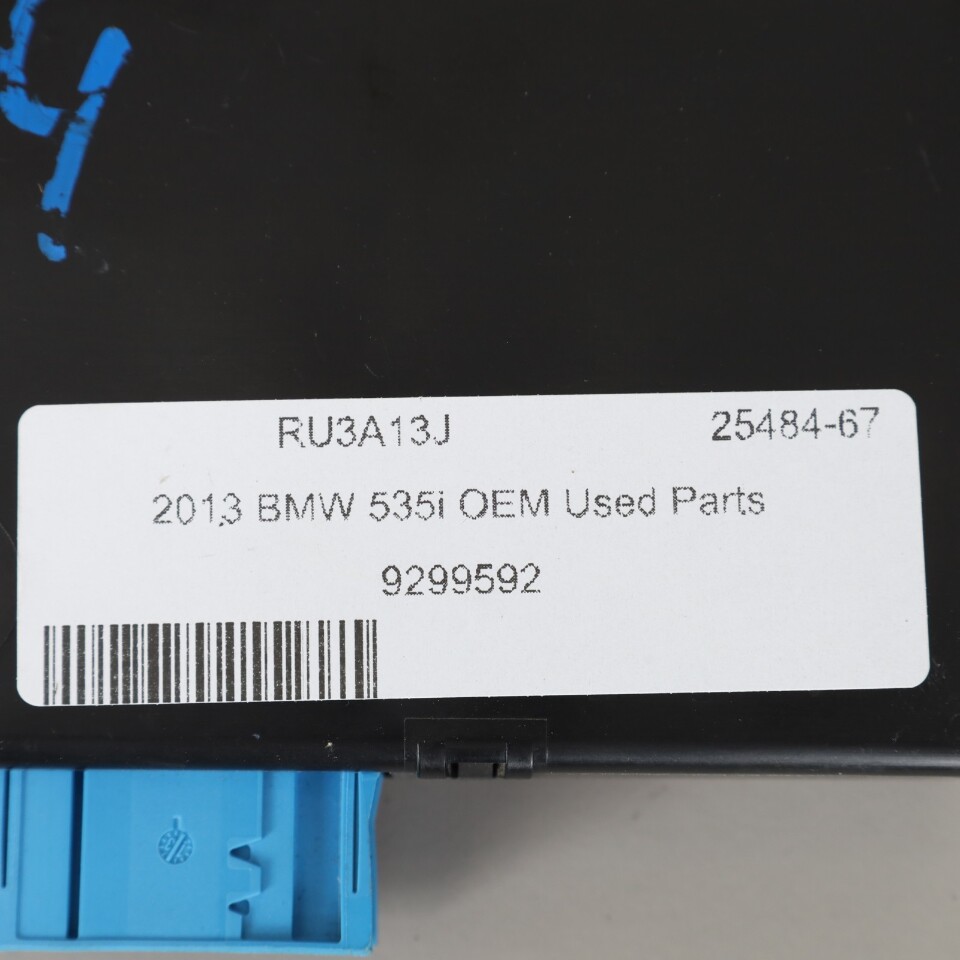 RU3A13J 25484-67
2013 BMW 535i OEM Used Parts
9299592